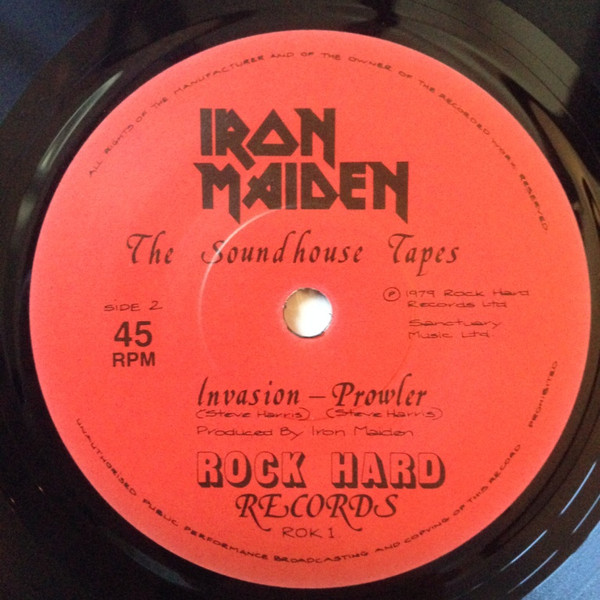 ALL RIGHTS OF THE MANUFACTURER AND OF THE OWNER OF THE RECORDED WORK RESERVED.
IRON
MAIDEN
The Soundhouse Tapes
SIDE 2
45
RPM
℗ 1979 Rock Hard
Records Ltd.
Sanctuary
Music Ltd.
Invasion – Prowler
(Steve Harris) (Steve Harris)
Produced By Iron Maiden
ROCK HARD
RECORDS
ROK 1
UNAUTHORISED PUBLIC PERFORMANCE BROADCASTING AND COPYING OF THIS RECORD PROHIBITED